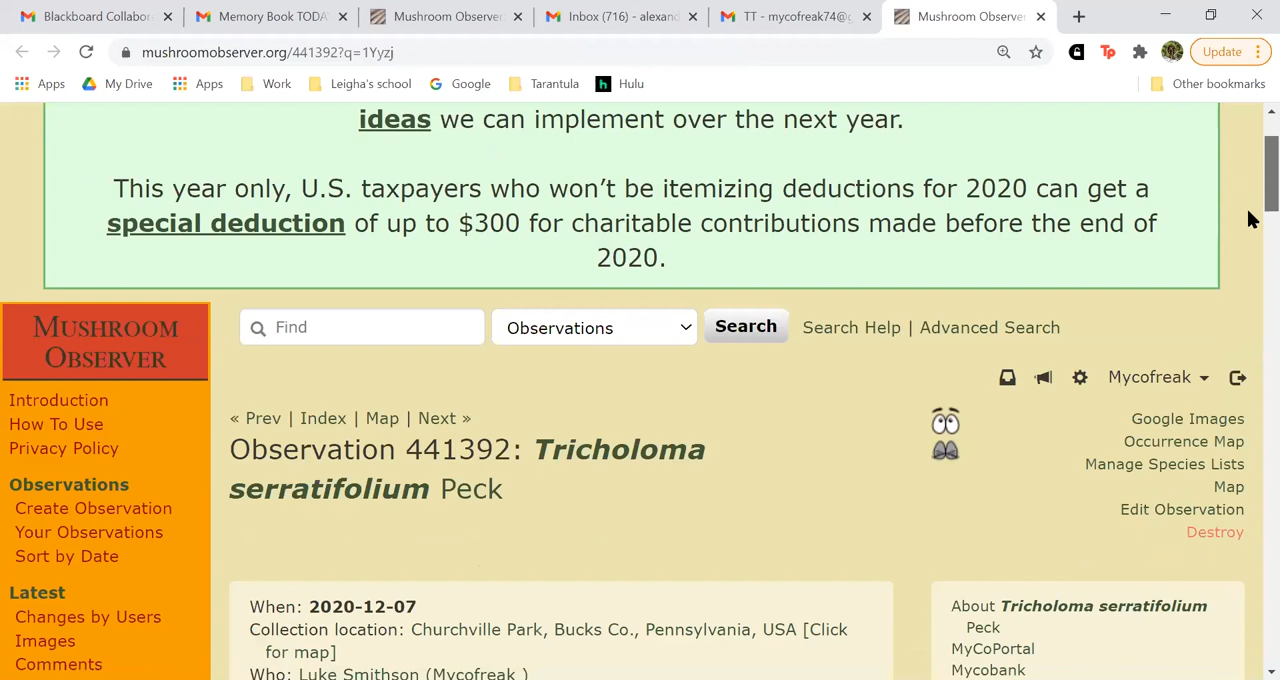 Blackboard Collabor
Memory Book TODA
Mushroom Observer
Inbox (716) - alexand
TT - mycofreak74@g
Mushroom Observe
mushroomobserver.org/441392?q=1Yyzj
Update
Apps
My Drive
Apps
Work
Leigha's school
Google
Tarantula
Hulu
Other bookmarks
ideas we can implement over the next year.
This year only, U.S. taxpayers who won't be itemizing deductions for 2020 can get a
special deduction of up to $300 for charitable contributions made before the end of
2020.
MUSHROOM
OBSERVER
Find
Observations
Search
Search Help | Advanced Search
Mycofreak
« Prev | Index | Map | Next »
Observation 441392: Tricholoma
serratifolium Peck
Google Images
Occurrence Map
Manage Species Lists
Map
Edit Observation
Destroy
Introduction
How To Use
Privacy Policy
Observations
Create Observation
Your Observations
Sort by Date
Latest
Changes by Users
Images
Comments
When: 2020-12-07
Collection location: Churchville Park, Bucks Co., Pennsylvania, USA [Click
for map]
Who: Luke Smithson (Mycofreak )
About Tricholoma serratifolium
Peck
MyCoPortal
Mycobank